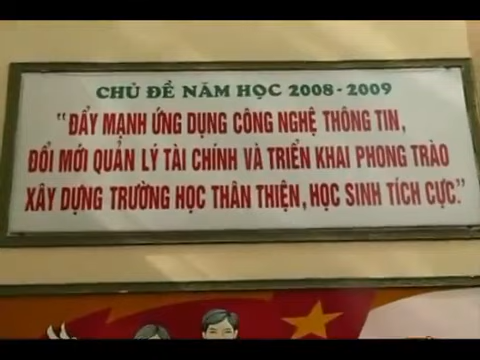 CHỦ ĐỀ NĂM HỌC 2008-2009
"ĐẨY MẠNH ỨNG DỤNG CÔNG NGHỆ THÔNG TIN,
ĐỔI MỚI QUẢN LÝ TÀI CHÍNH VÀ TRIỂN KHAI PHONG TRÀO
XÂY DỰNG TRƯỜNG HỌC THÂN THIỆN, HỌC SINH TÍCH CỰC."